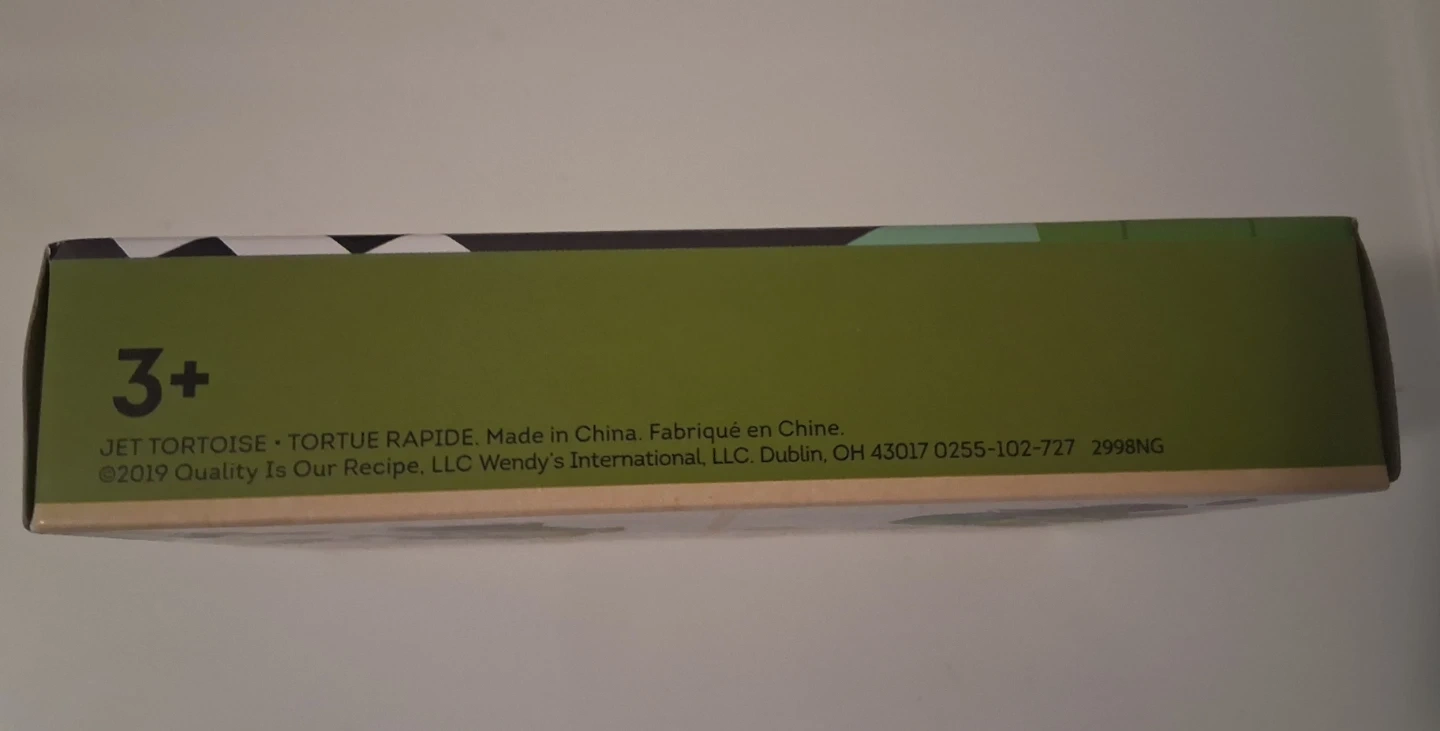 3+
JET TORTOISE • TORTUE RAPIDE. Made in China. Fabriqué en Chine.
©2019 Quality Is Our Recipe, LLC Wendy's International, LLC. Dublin, OH 43017 0255-102-727 2998NG